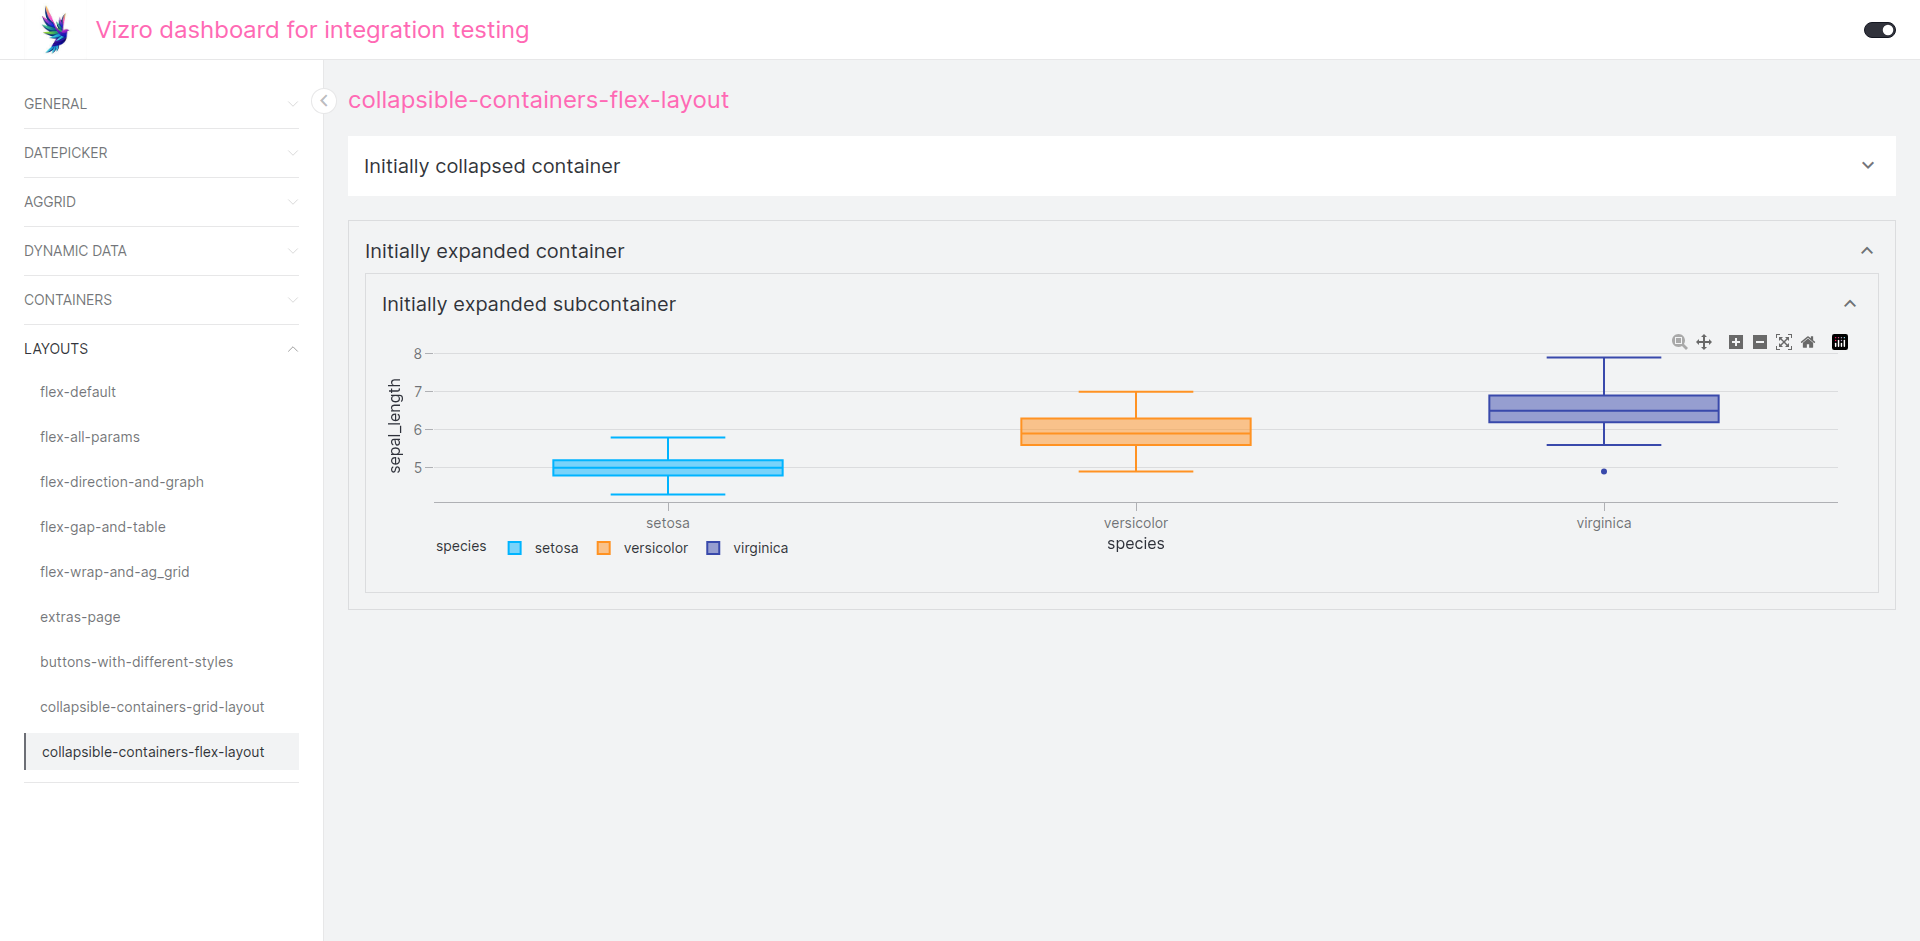 Vizro dashboard for integration testing
GENERAL
DATEPICKER
AGGRID
DYNAMIC DATA
CONTAINERS
LAYOUTS
flex-default
flex-all-params
flex-direction-and-graph
flex-gap-and-table
flex-wrap-and-ag_grid
extras-page
buttons-with-different-styles
collapsible-containers-grid-layout
collapsible-containers-flex-layout
collapsible-containers-flex-layout
Initially collapsed container
Initially expanded container
Initially expanded subcontainer
8
7
6
5
sepal_length
setosa versicolor virginica
species
species setosa versicolor virginica